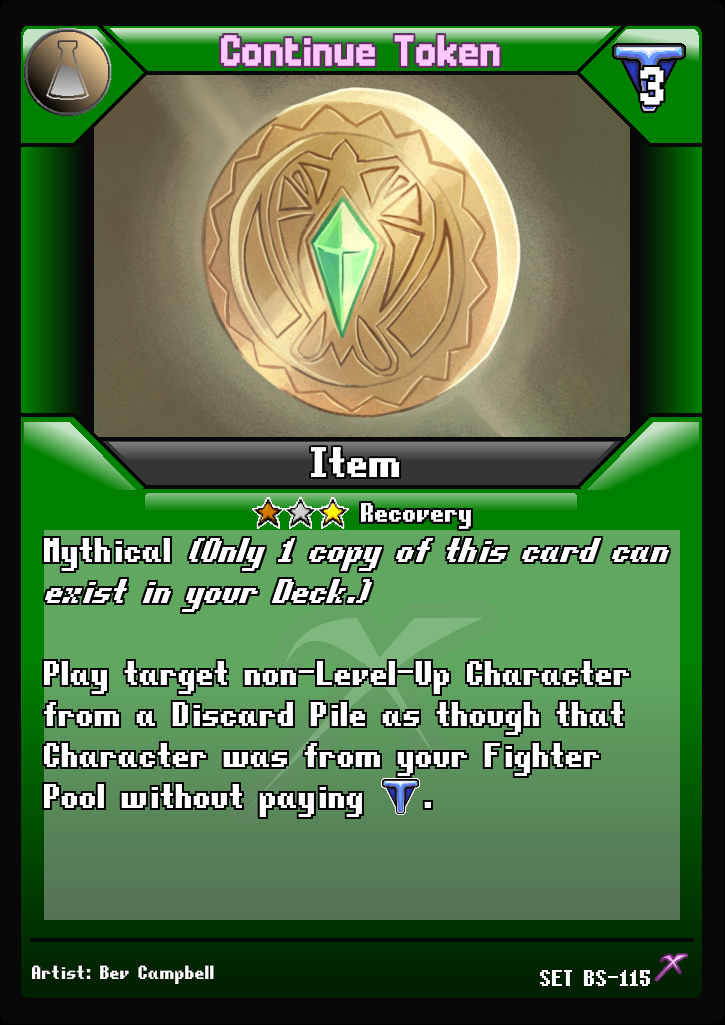 Continue Token
3
Item
Recovery
Mythical (Only 1 copy of this card can
exist in your Deck.)
Play target non-Level-Up Character
from a Discard Pile as though that
Character was from your Fighter
Pool without paying T.
Artist: Bev Campbell
SET BS-115